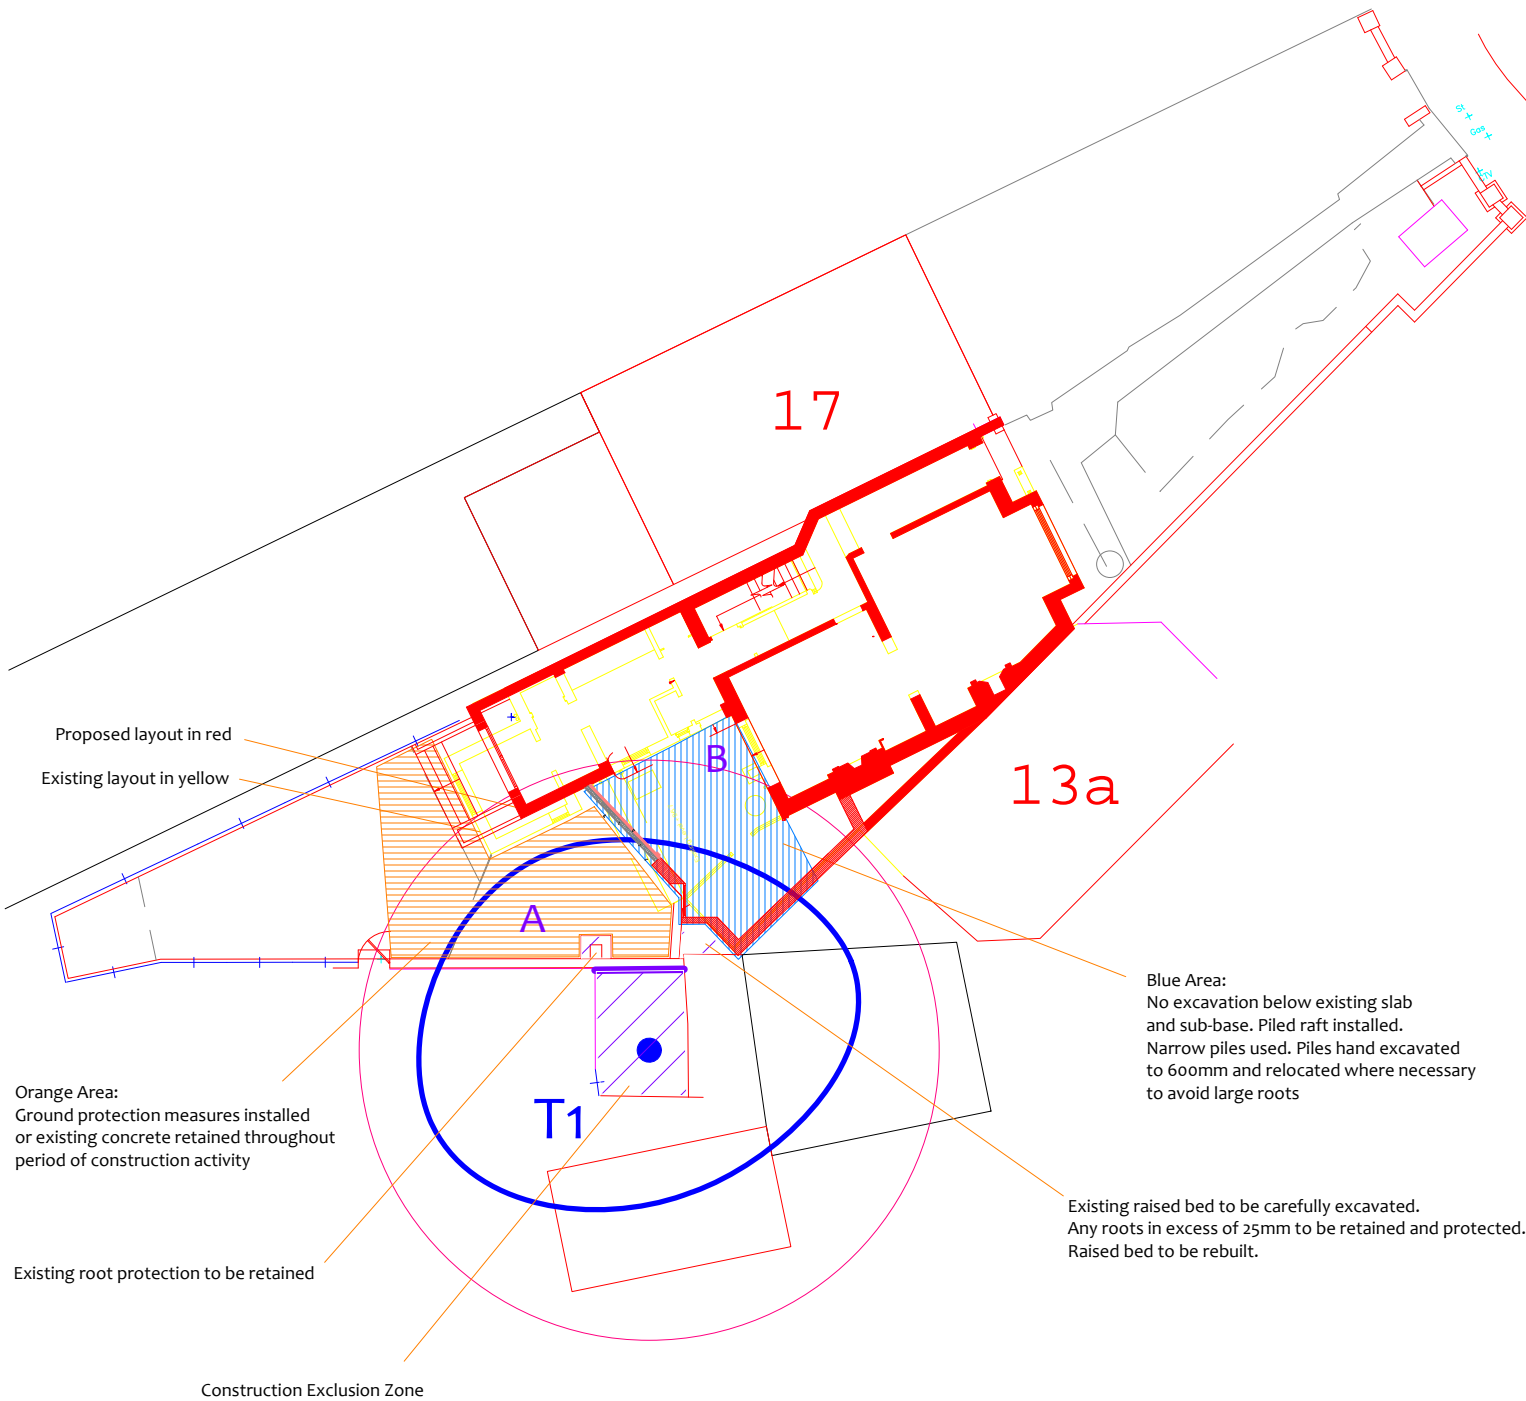 St
Gas
17
Proposed layout in red
Existing layout in yellow
B
13a
A
Blue Area:
No excavation below existing slab
and sub-base. Piled raft installed.
Narrow piles used. Piles hand excavated
to 600mm and relocated where necessary
to avoid large roots
Orange Area:
Ground protection measures installed
or existing concrete retained throughout
period of construction activity
T1
Existing raised bed to be carefully excavated.
Any roots in excess of 25mm to be retained and protected.
Raised bed to be rebuilt.
Existing root protection to be retained
Construction Exclusion Zone